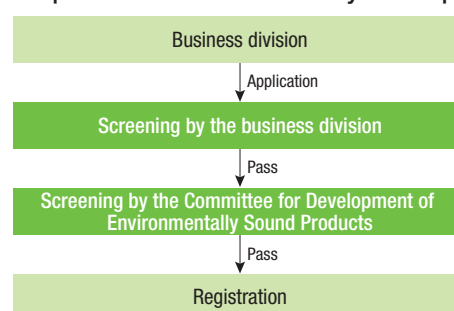 Business division
Application
Screening by the business division
Pass
Screening by the Committee for Development of
Environmentally Sound Products
Pass
Registration